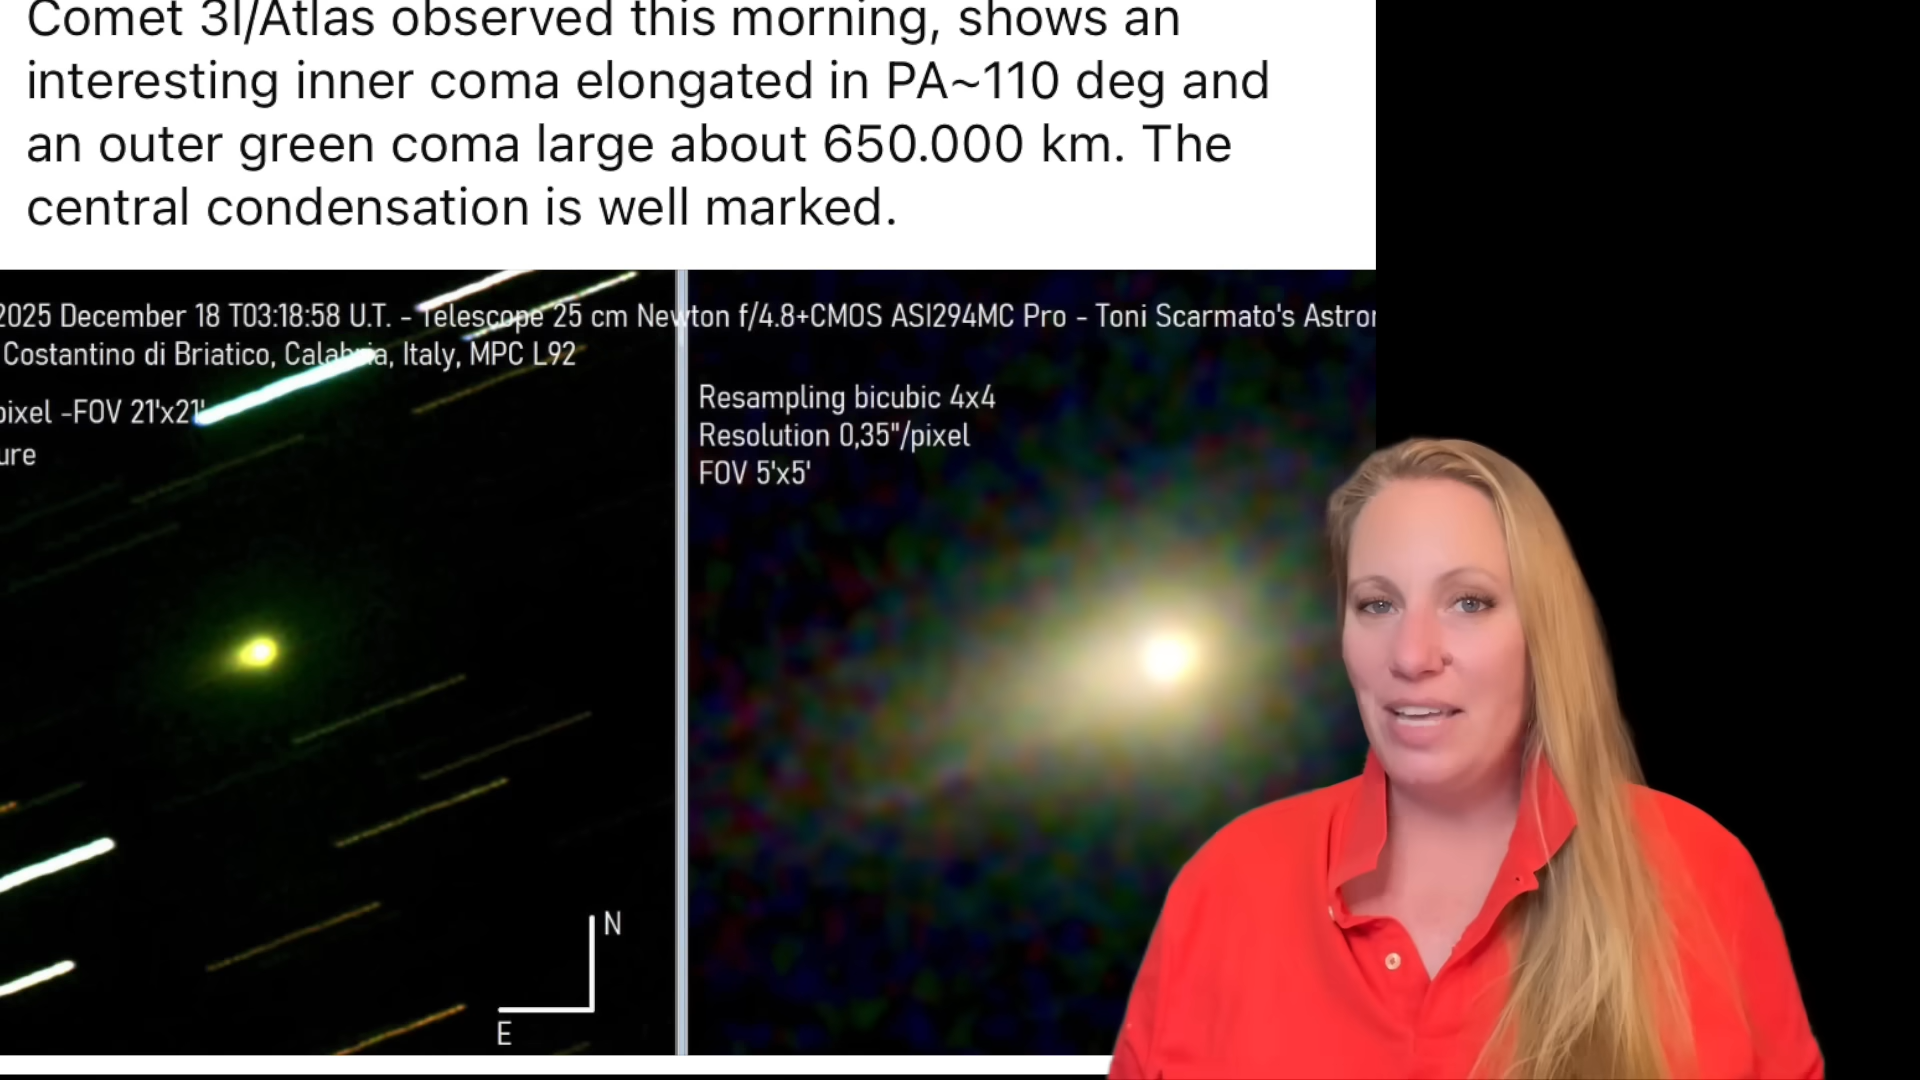 Comet 3I/Atlas observed this morning, shows an
interesting inner coma elongated in PA~110 deg and
an outer green coma large about 650.000 km. The
central condensation is well marked.
2025 December 18 T03:18:58 U.T. - Telescope 25 cm Newton f/4.8+CMOS ASI294MC Pro - Toni Scarmato's Astro
Costantino di Briatico, Calabria, Italy, MPC L92
pixel -FOV 21'x21'
ure
Resampling bicubic 4x4
Resolution 0,35"/pixel
FOV 5'x5'
N
E